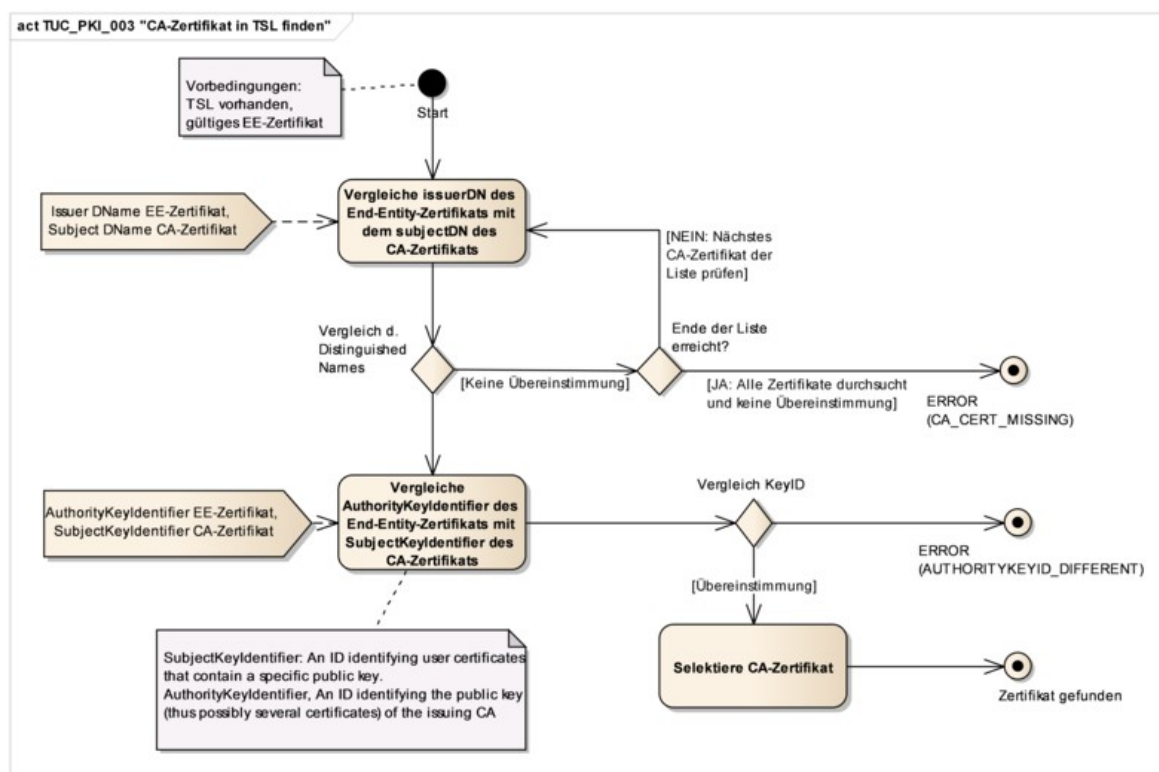 act TUC_PKI_003 "CA-Zertifikat in TSL finden"
Vorbedingungen:
TSL vorhanden,
gültiges EE-Zertifikat
Start
Issuer DName EE-Zertifikat,
Subject DName CA-Zertifikat
Vergleiche issuerDN des
End-Entity-Zertifikats mit
dem subjectDN des
CA-Zertifikats
[NEIN: Nächstes
CA-Zertifikat der
Liste prüfen]
Vergleich d.
Distinguished
Names
[Keine Übereinstimmung]
Ende der Liste
erreicht?
[JA: Alle Zertifikate durchsucht
und keine Übereinstimmung]
ERROR
(CA_CERT_MISSING)
AuthorityKeyIdentifier EE-Zertifikat,
SubjectKeyIdentifier CA-Zertifikat
Vergleiche
AuthorityKeyIdentifier des
End-Entity-Zertifikats mit
SubjectKeyIdentifier des
CA-Zertifikats
Vergleich KeyID
ERROR
(AUTHORITYKEYID_DIFFERENT)
[Übereinstimmung]
Selektiere CA-Zertifikat
Zertifikat gefunden
SubjectKeyIdentifier: An ID identifying user certificates
that contain a specific public key.
AuthorityKeyIdentifier, An ID identifying the public key
(thus possibly several certificates) of the issuing CA